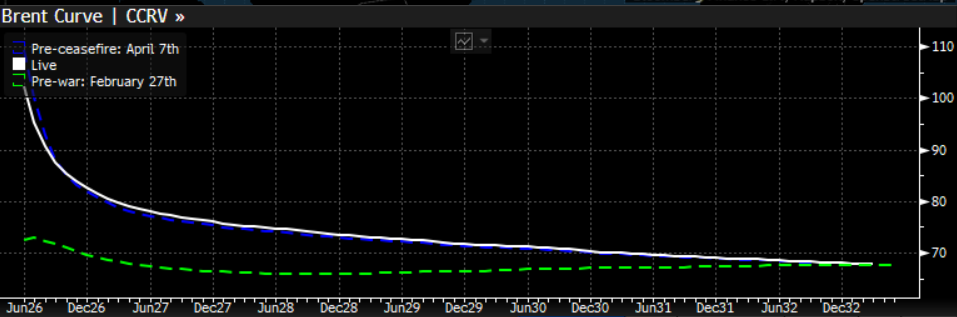 Brent Curve | CCRV »
Pre-ceasefire: April 7th
Live
Pre-war: February 27th
110
100
90
80
70
Jun26 Dec26 Jun27 Dec27 Jun28 Dec28 Jun29 Dec29 Jun30 Dec30 Jun31 Dec31 Jun32 Dec32